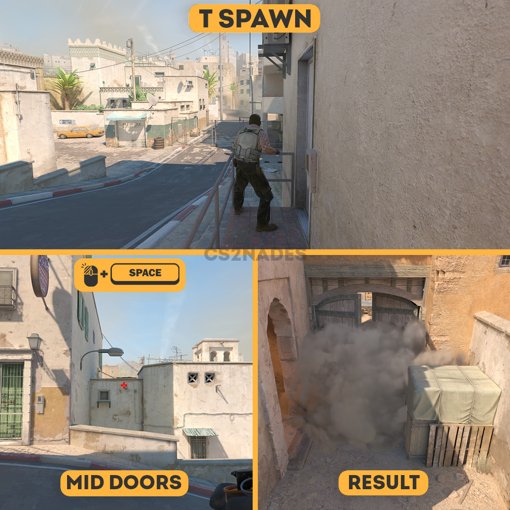 T SPAWN
CS2NADES
+ SPACE
MID DOORS
RESULT